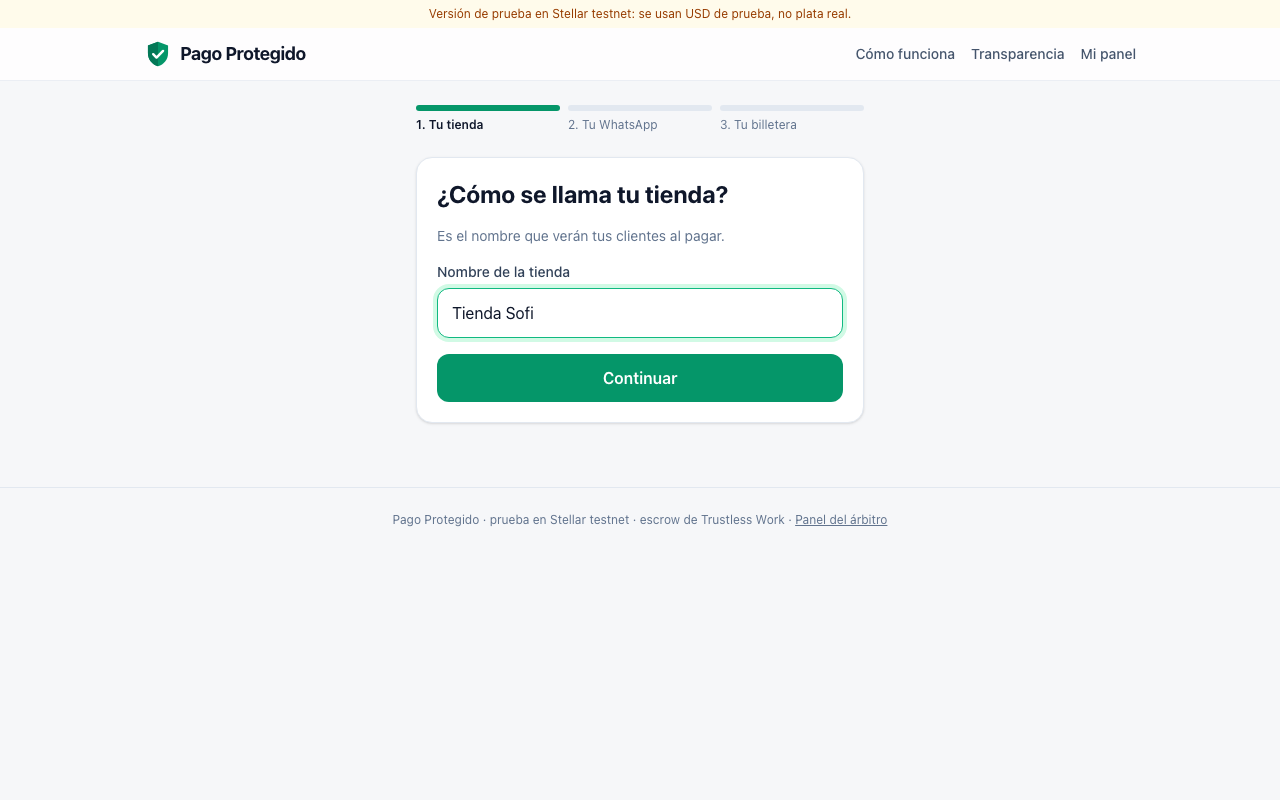 Versión de prueba en Stellar testnet: se usan USD de prueba, no plata real.
Pago Protegido
Cómo funciona Transparencia Mi panel
1. Tu tienda 2. Tu WhatsApp 3. Tu billetera
¿Cómo se llama tu tienda?
Es el nombre que verán tus clientes al pagar.
Nombre de la tienda
Tienda Sofi
Continuar
Pago Protegido · prueba en Stellar testnet · escrow de Trustless Work · Panel del árbitro